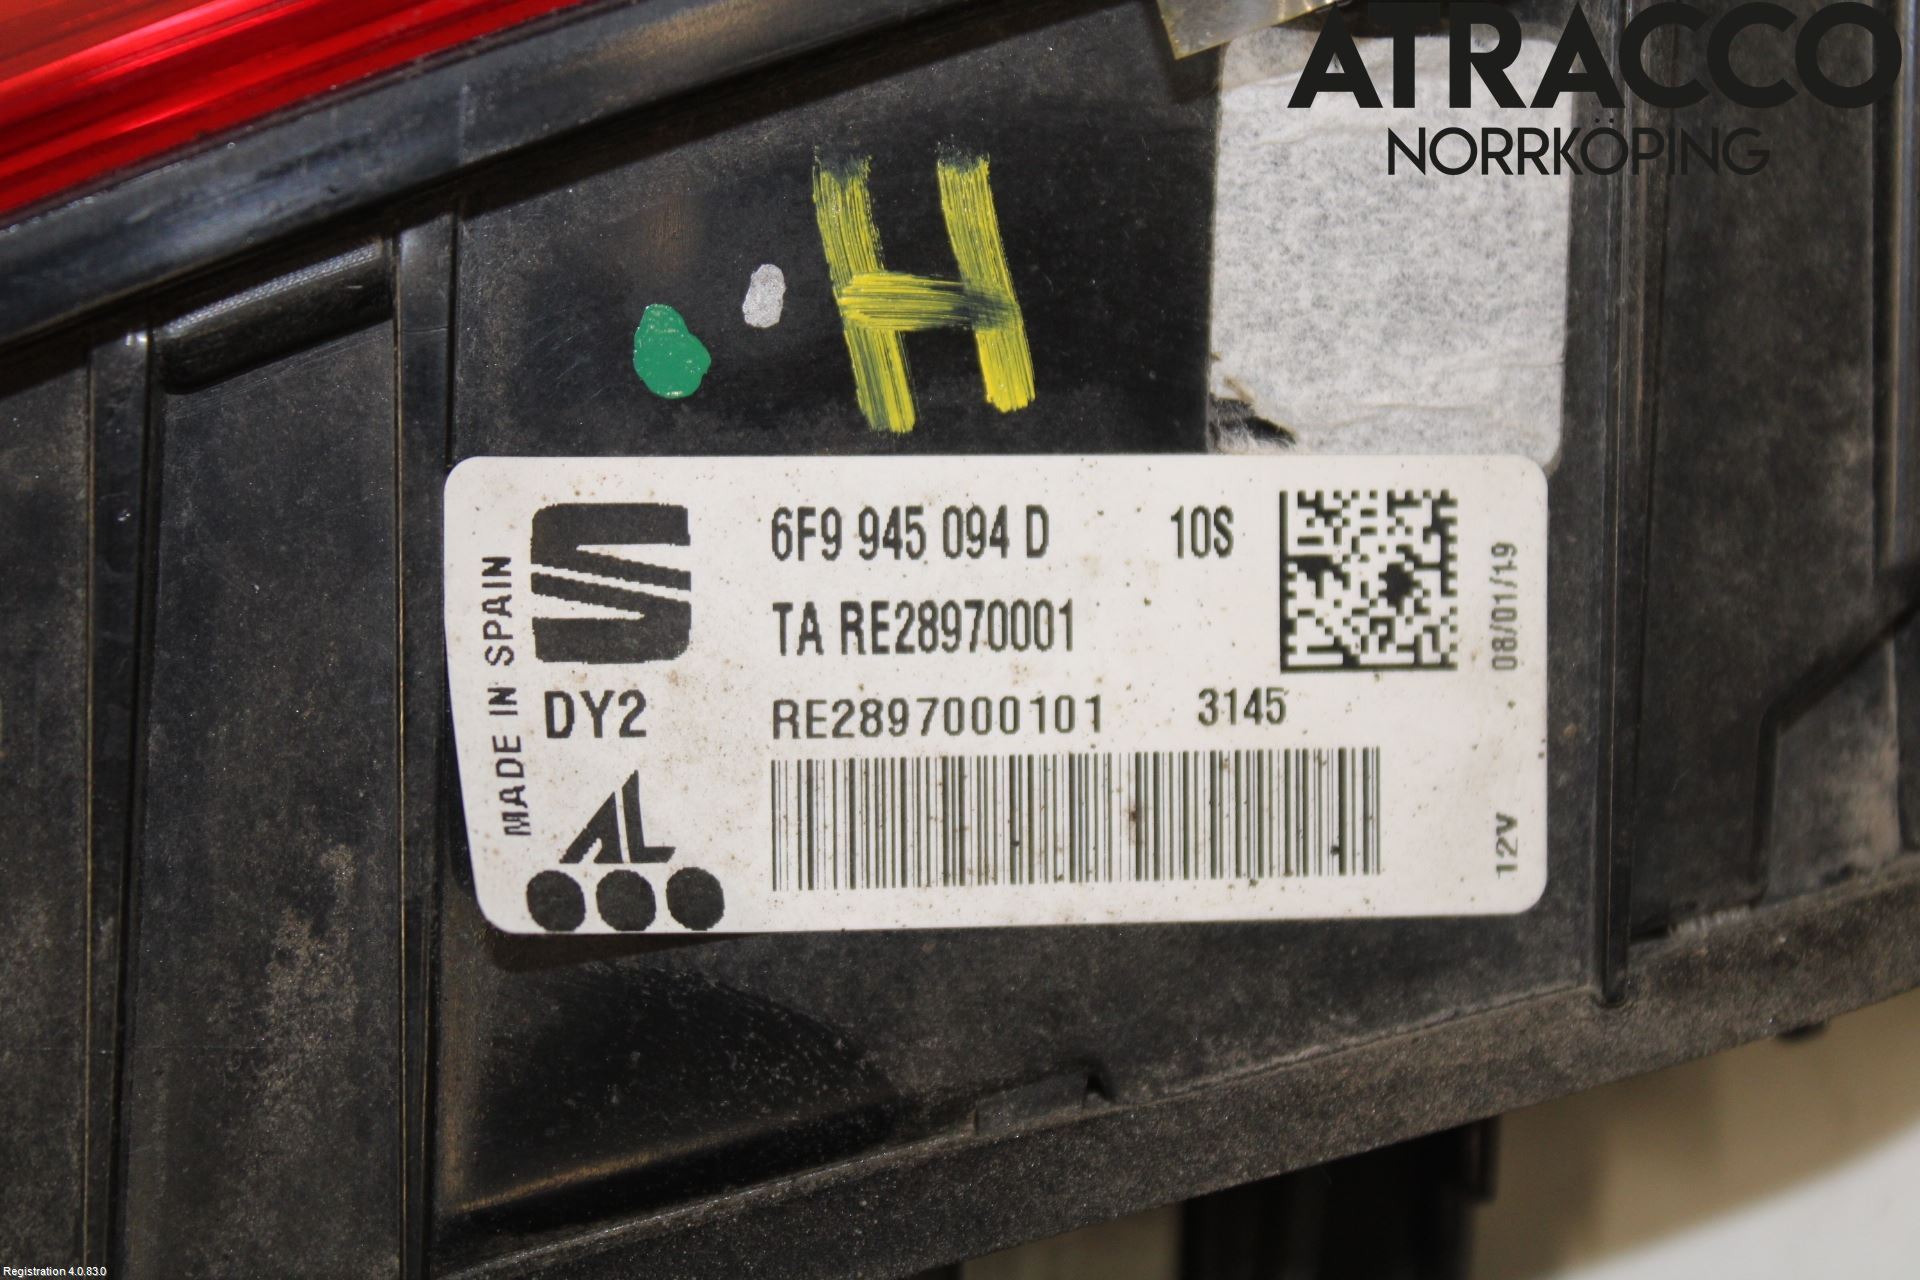 ATRACCO
NORRKÖPING
H
6F9 945 094 D 10S
TA RE28970001
RE2897000101 3145
DY2
MADE IN SPAIN
AL
08/01/19
12V
Registration 4.0.83.0